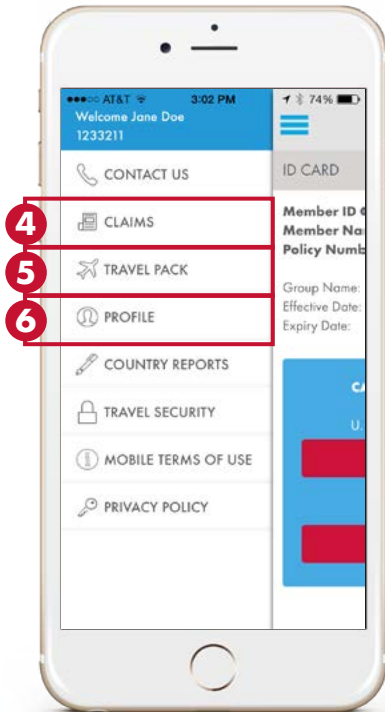 AT&T 3:02 PM 74%
Welcome Jane Doe
1233211
CONTACT US
4 CLAIMS
5 TRAVEL PACK
6 PROFILE
COUNTRY REPORTS
TRAVEL SECURITY
MOBILE TERMS OF USE
PRIVACY POLICY
ID CARD
Member ID
Member Na
Policy Numb
Group Name:
Effective Date:
Expiry Date:
CA
U.